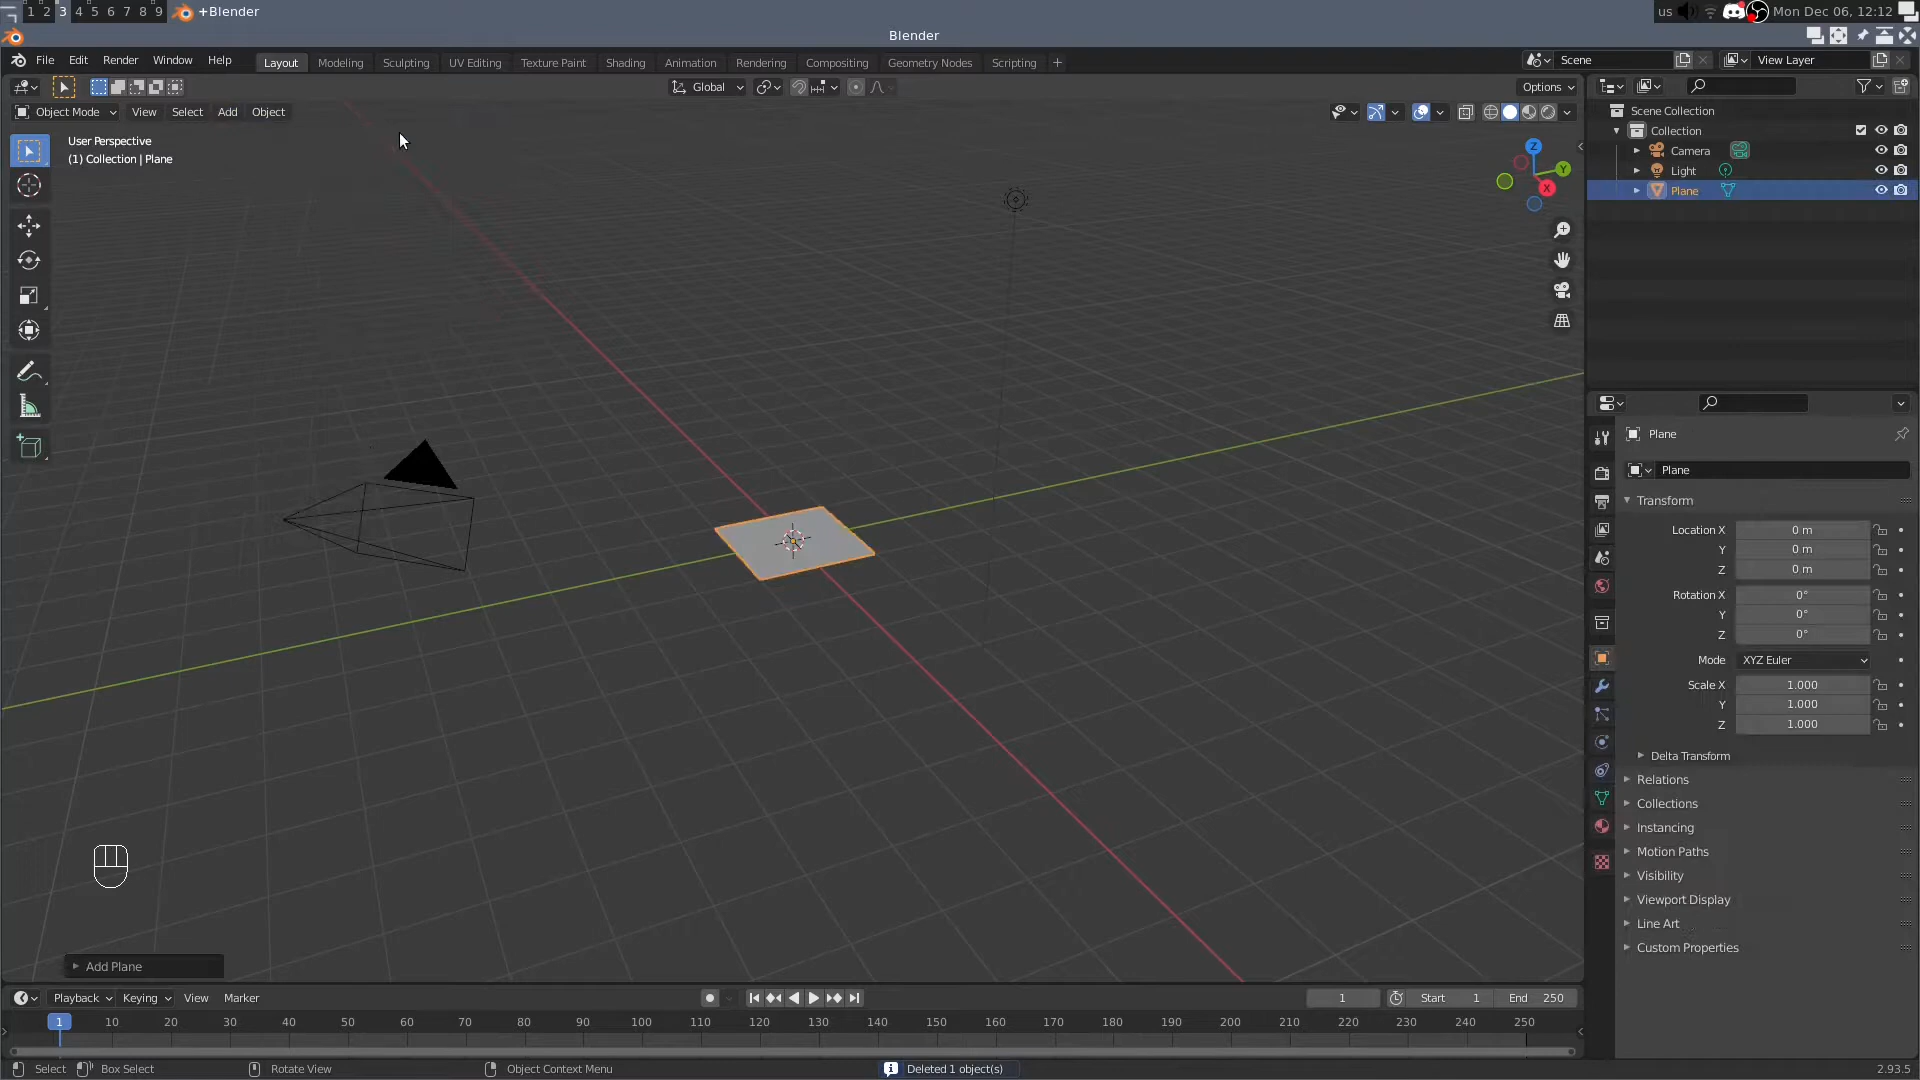 1 2 3 4 5 6 7 8 9 +Blender
us Mon Dec 06, 12:12
Blender
File Edit Render Window Help
Layout Modeling Sculpting UV Editing Texture Paint Shading Animation Rendering Compositing Geometry Nodes Scripting +
Scene View Layer
Global Options
Object Mode View Select Add Object
User Perspective
(1) Collection | Plane
Z
Y
X
Scene Collection
Collection
Camera
Light
Plane
Plane
Plane
Transform
Location X 0 m
Y 0 m
Z 0 m
Rotation X 0°
Y 0°
Z 0°
Mode XYZ Euler
Scale X 1.000
Y 1.000
Z 1.000
Delta Transform
Relations
Collections
Instancing
Motion Paths
Visibility
Viewport Display
Line Art
Custom Properties
Add Plane
Playback Keying View Marker
1 Start 1 End 250
1 10 20 30 40 50 60 70 80 90 100 110 120 130 140 150 160 170 180 190 200 210 220 230 240 250
Select Box Select Rotate View Object Context Menu Deleted 1 object(s) 2.93.5